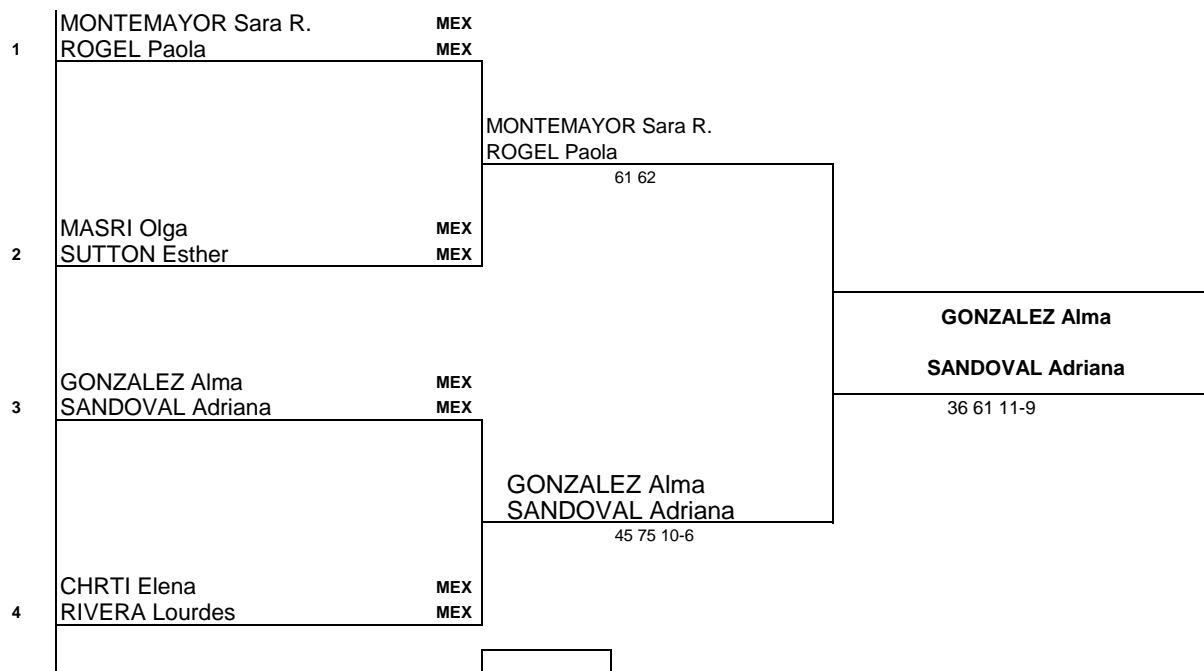 MONTEMAYOR Sara R. MEX
1 ROGEL Paola MEX
MONTEMAYOR Sara R.
ROGEL Paola
61 62
MASRI Olga MEX
2 SUTTON Esther MEX
GONZALEZ Alma
SANDOVAL Adriana
36 61 11-9
GONZALEZ Alma MEX
3 SANDOVAL Adriana MEX
GONZALEZ Alma
SANDOVAL Adriana
45 75 10-6
CHRTI Elena MEX
4 RIVERA Lourdes MEX